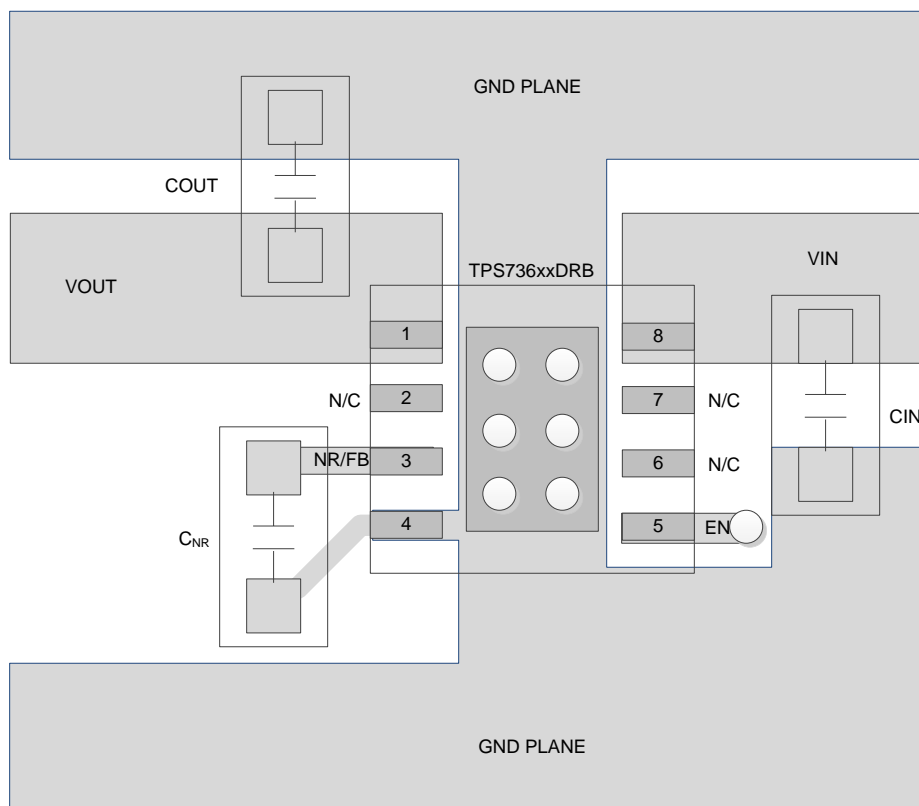 GND PLANE
COUT
TPS736xxDRB
VIN
VOUT
1
8
N/C
2
7
N/C
CIN
NR/FB
3
6
N/C
CNR
4
5
EN
GND PLANE